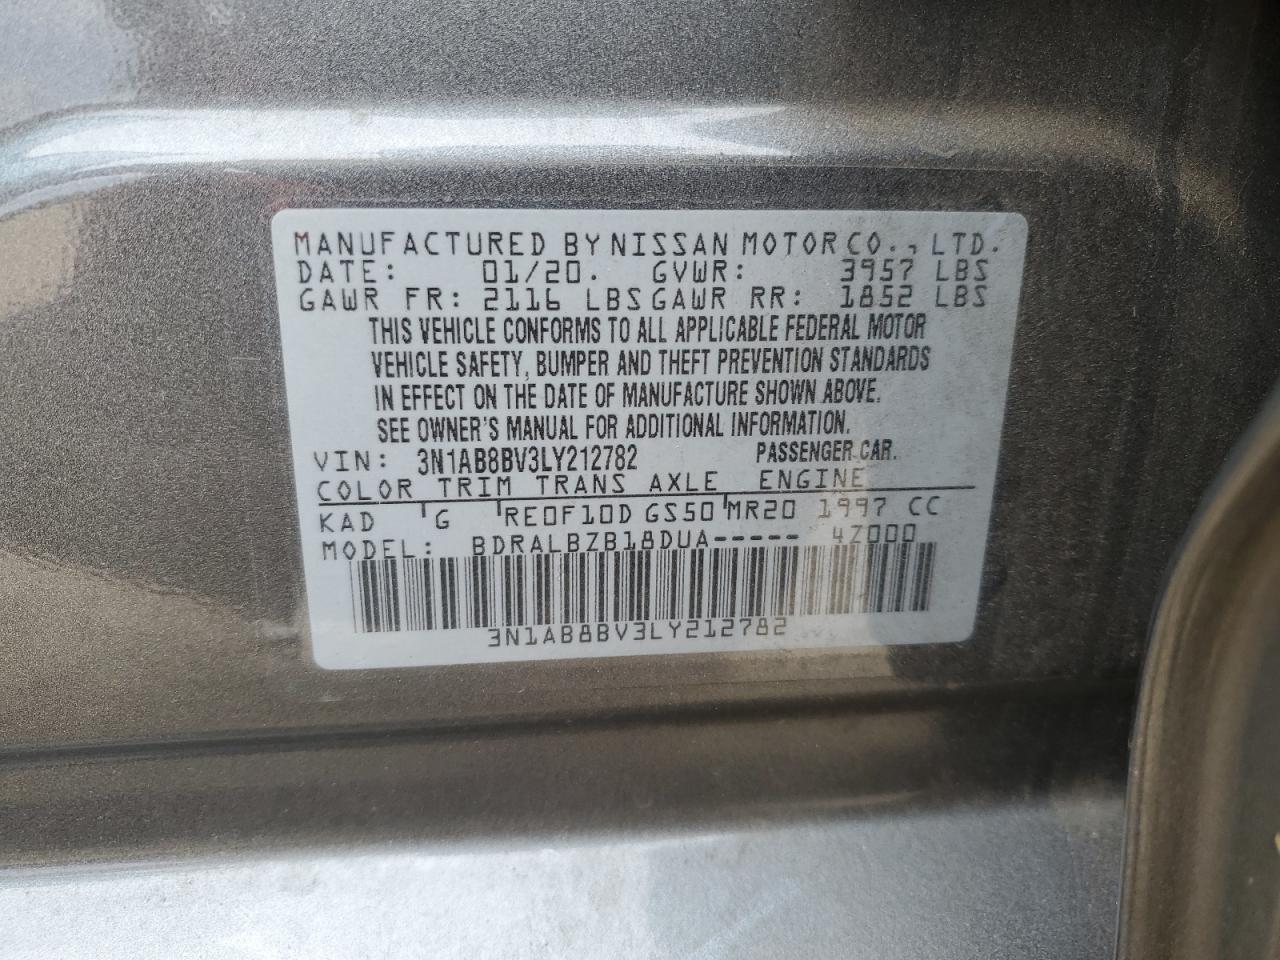 MANUFACTURED BY NISSAN MOTOR CO., LTD.
DATE: 01/20. GVWR: 3957 LBS
GAWR FR: 2116 LBS GAWR RR: 1852 LBS
THIS VEHICLE CONFORMS TO ALL APPLICABLE FEDERAL MOTOR
VEHICLE SAFETY, BUMPER AND THEFT PREVENTION STANDARDS
IN EFFECT ON THE DATE OF MANUFACTURE SHOWN ABOVE.
SEE OWNER'S MANUAL FOR ADDITIONAL INFORMATION.
VIN: 3N1AB8BV3LY212782 PASSENGER CAR.
COLOR TRIM TRANS AXLE ENGINE
KAD G RE0F10D GS50 MR20 1997 CC
MODEL: BDRALBZB18DUA----- 4Z000
3N1AB8BV3LY212782